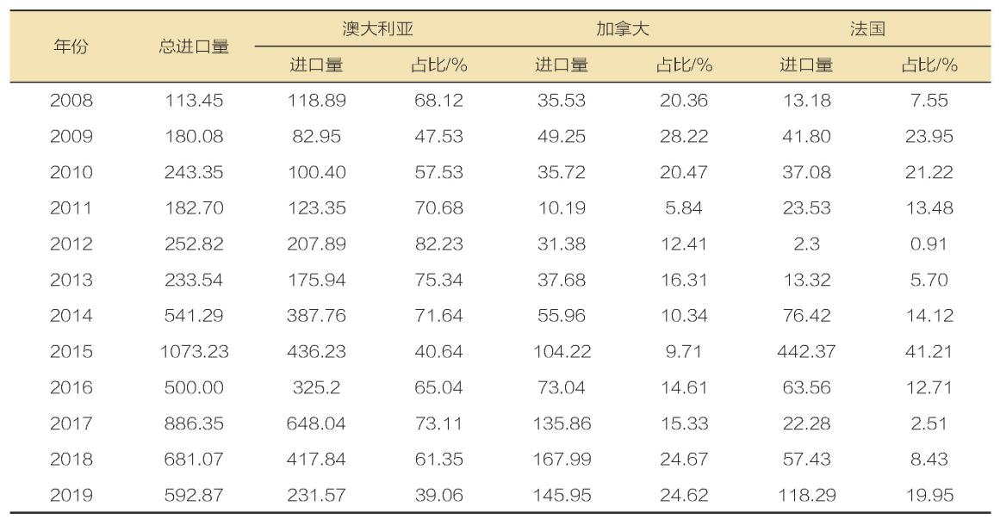 年份 总进口量 澳大利亚 加拿大 法国
进口量 占比/% 进口量 占比/% 进口量 占比/%
2008 113.45 118.89 68.12 35.53 20.36 13.18 7.55
2009 180.08 82.95 47.53 49.25 28.22 41.80 23.95
2010 243.35 100.40 57.53 35.72 20.47 37.08 21.22
2011 182.70 123.35 70.68 10.19 5.84 23.53 13.48
2012 252.82 207.89 82.23 31.38 12.41 2.3 0.91
2013 233.54 175.94 75.34 37.68 16.31 13.32 5.70
2014 541.29 387.76 71.64 55.96 10.34 76.42 14.12
2015 1073.23 436.23 40.64 104.22 9.71 442.37 41.21
2016 500.00 325.2 65.04 73.04 14.61 63.56 12.71
2017 886.35 648.04 73.11 135.86 15.33 22.28 2.51
2018 681.07 417.84 61.35 167.99 24.67 57.43 8.43
2019 592.87 231.57 39.06 145.95 24.62 118.29 19.95